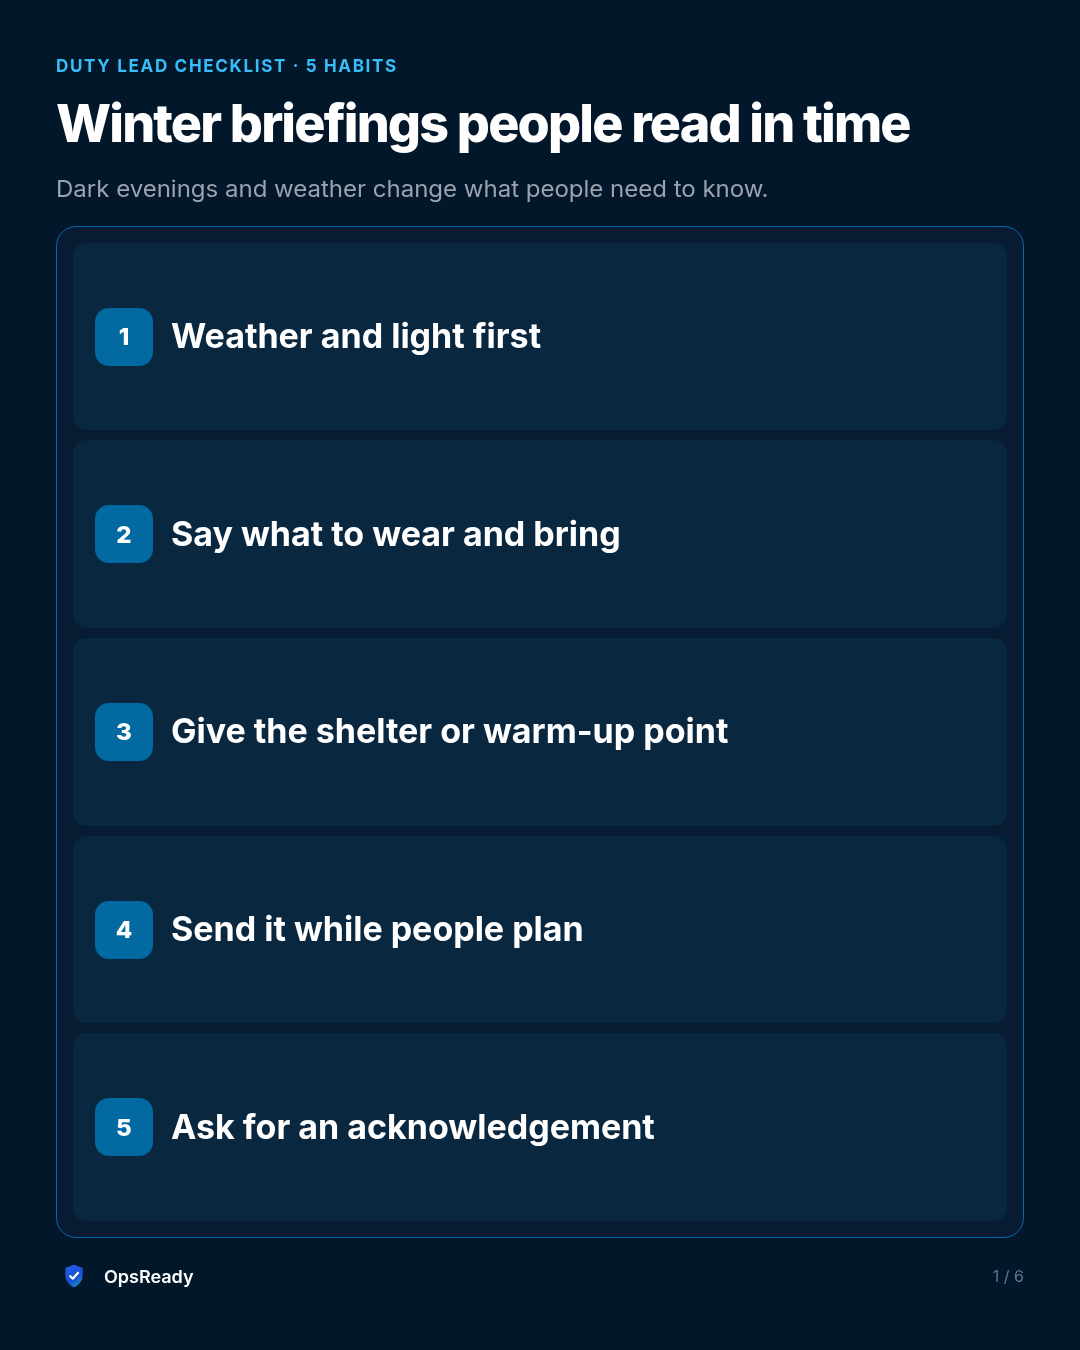 DUTY LEAD CHECKLIST · 5 HABITS
Winter briefings people read in time
Dark evenings and weather change what people need to know.
1 Weather and light first
2 Say what to wear and bring
3 Give the shelter or warm-up point
4 Send it while people plan
5 Ask for an acknowledgement
OpsReady
1 / 6